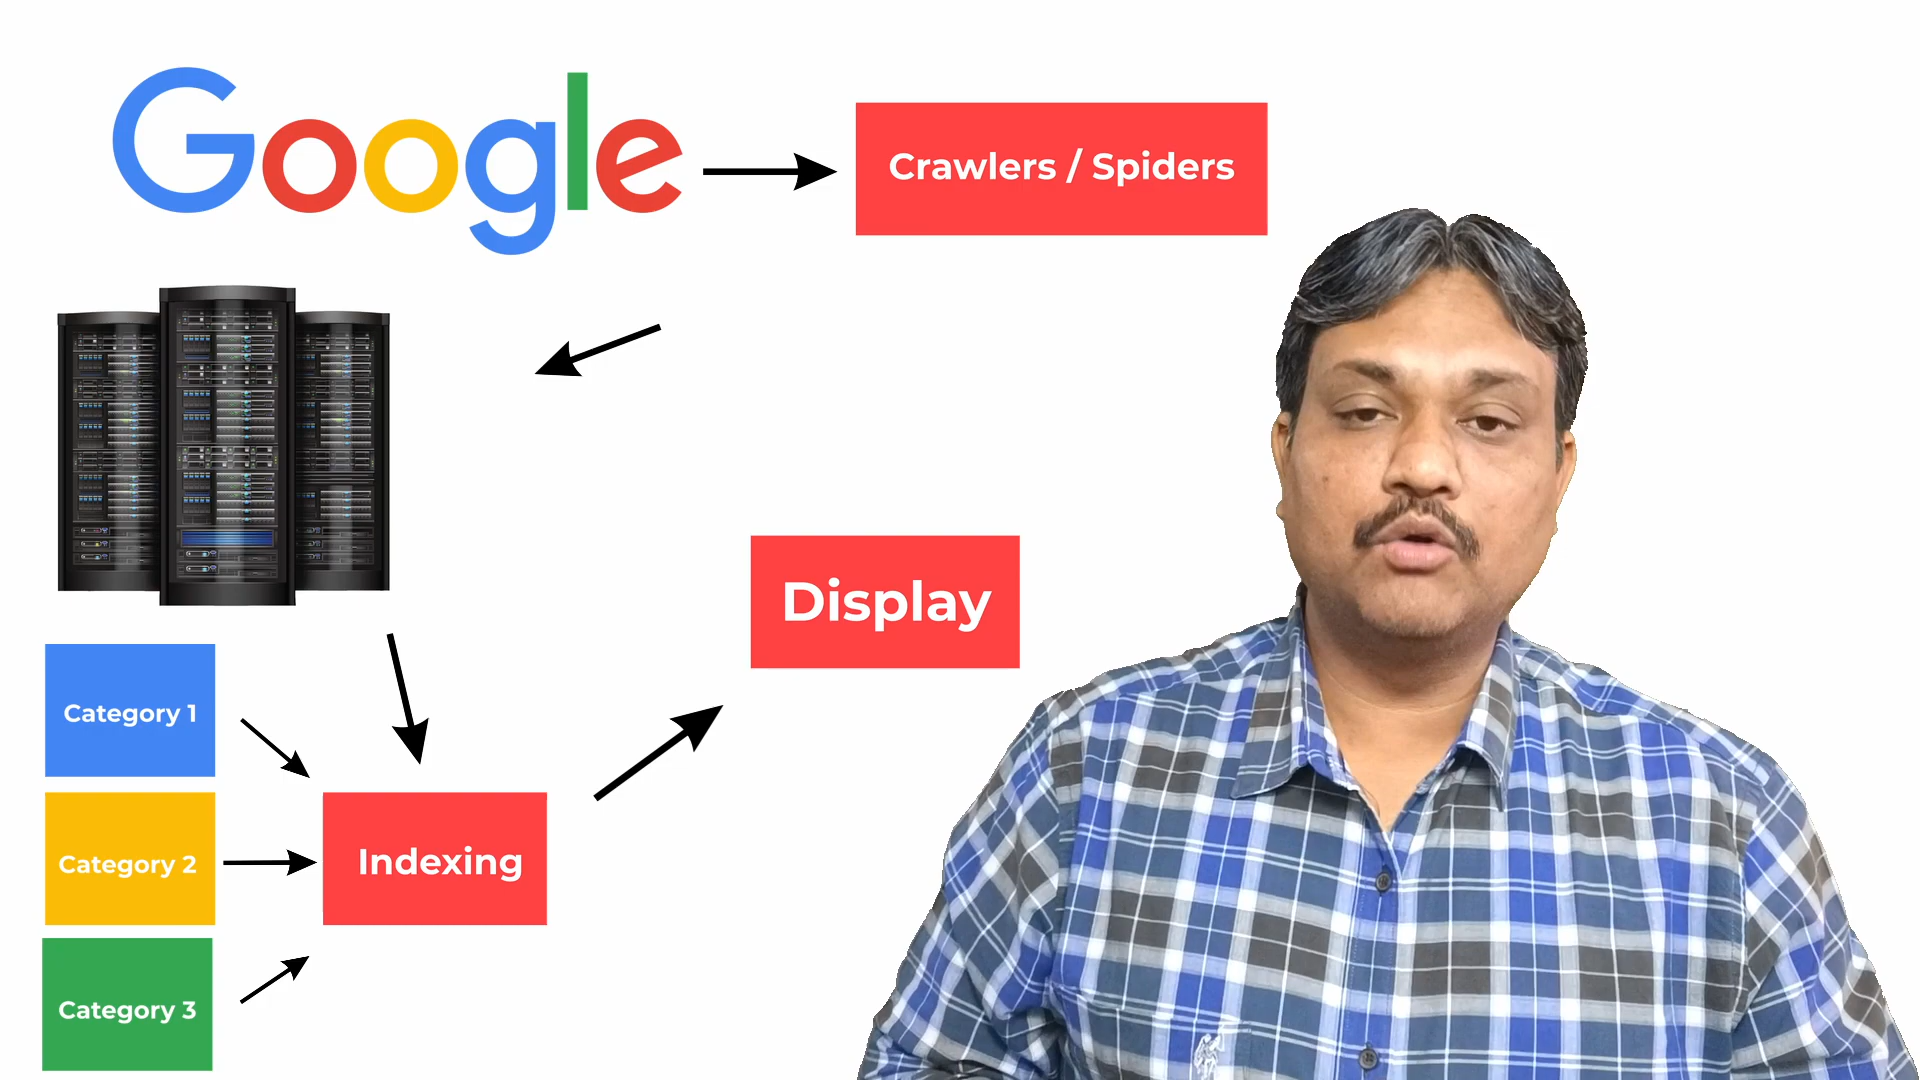 Google
Crawlers / Spiders
Display
Category 1
Category 2
Indexing
Category 3